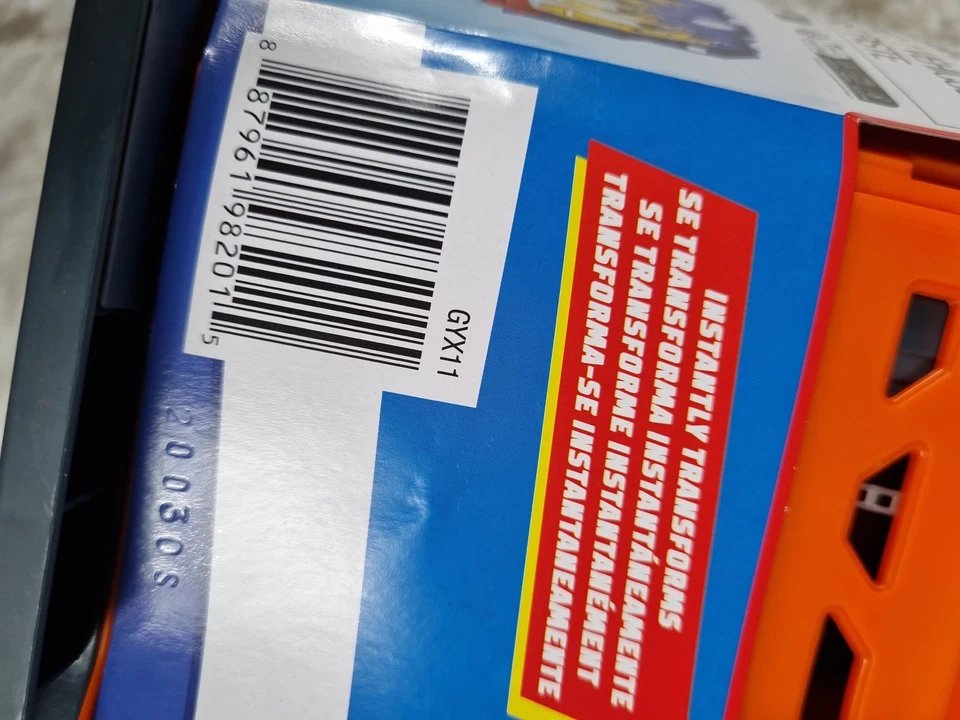 8 87961 98201 5
GYX11
INSTANTLY TRANSFORMS
SE TRANSFORMA INSTANTÁNEAMENTE
SE TRANSFORME INSTANTANÉMENT
TRANSFORMA-SE INSTANTANEAMENTE
20030S